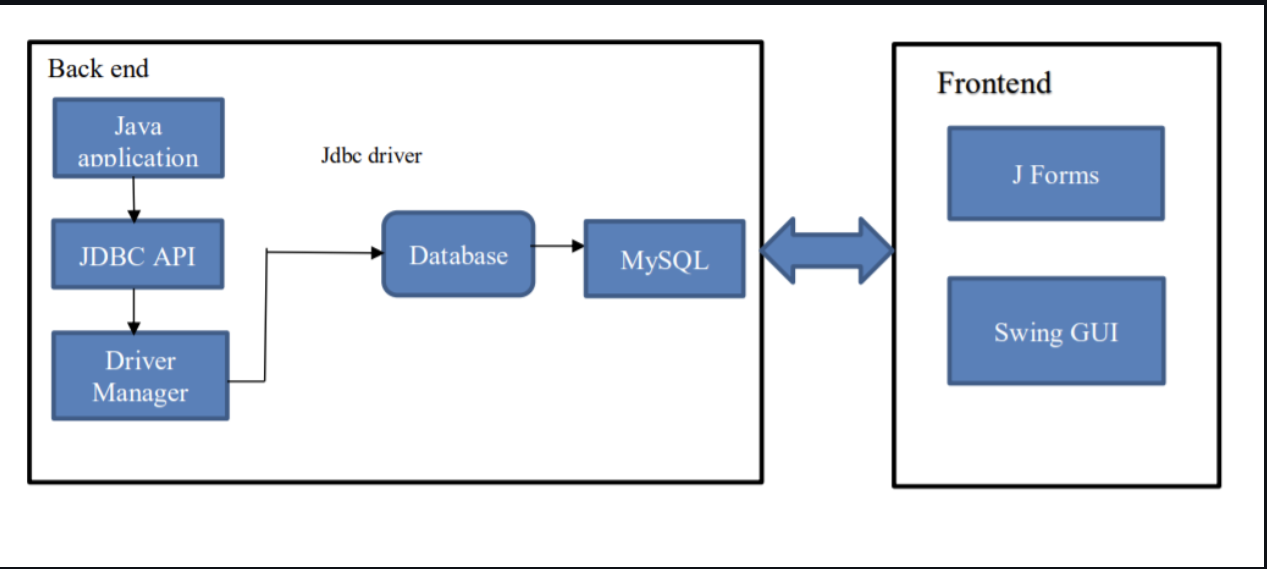 Back end
Java
application
JDBC API
Driver
Manager
Jdbc driver
Database
MySQL
Frontend
J Forms
Swing GUI